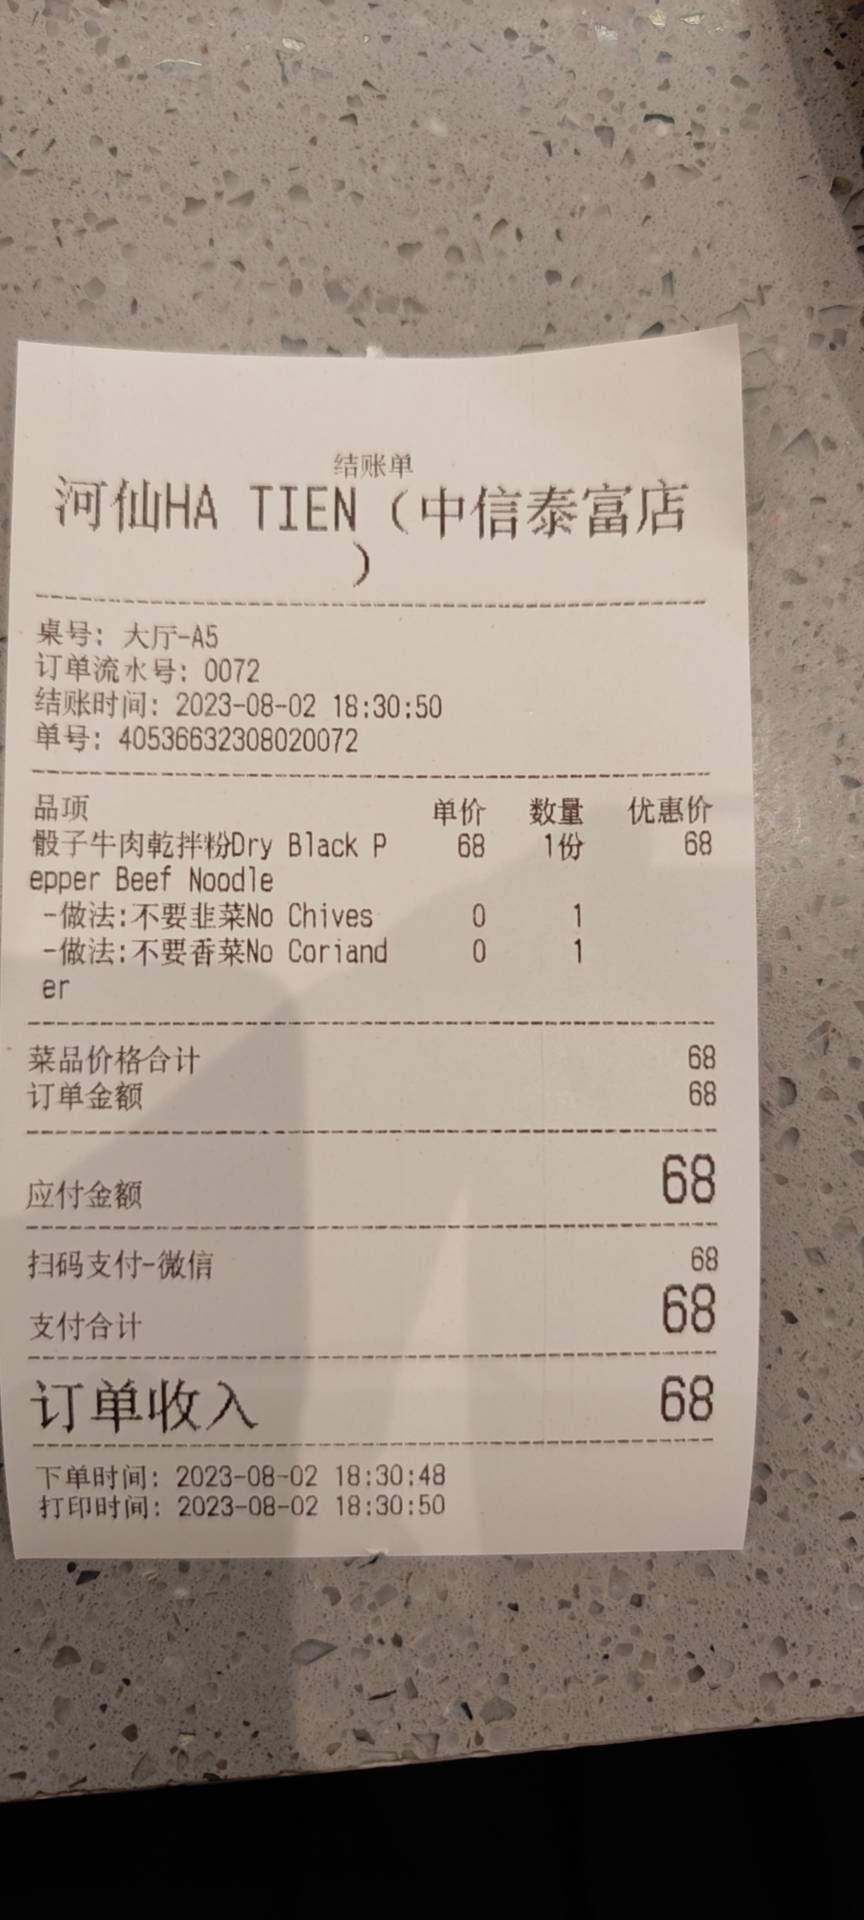 结账单
河仙HA TIEN（中信泰富店
）
桌号: 大厅-A5
订单流水号: 0072
结账时间: 2023-08-02 18:30:50
单号: 40536632308020072
品项 单价 数量 优惠价
骰子牛肉乾拌粉Dry Black P 68 1份 68
epper Beef Noodle
-做法:不要韭菜No Chives 0 1
-做法:不要香菜No Coriand 0 1
er
菜品价格合计 68
订单金额 68
应付金额 68
扫码支付-微信 68
支付合计 68
订单收入 68
下单时间: 2023-08-02 18:30:48
打印时间: 2023-08-02 18:30:50